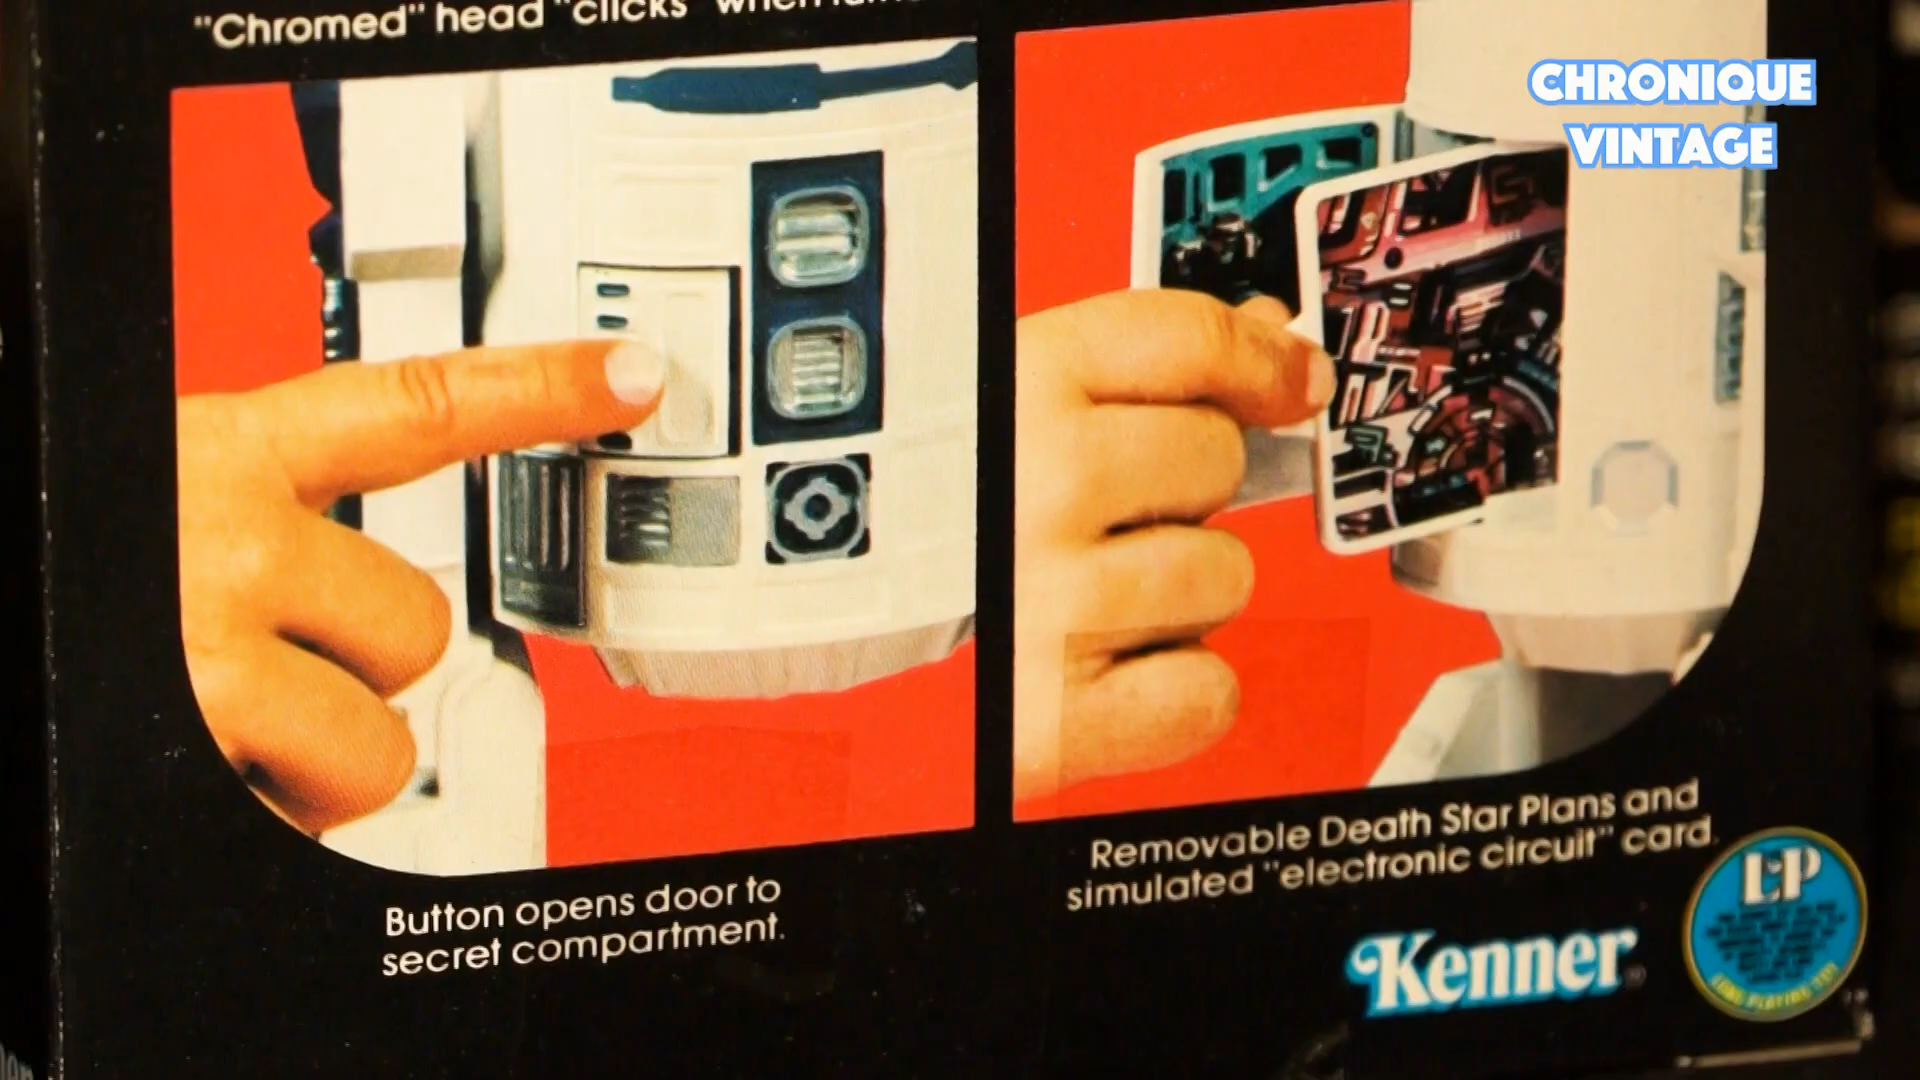 "Chromed" head "clicks" when
CHRONIQUE
VINTAGE
Button opens door to
secret compartment.
Removable Death Star Plans and
simulated "electronic circuit" card.
Kenner
LP